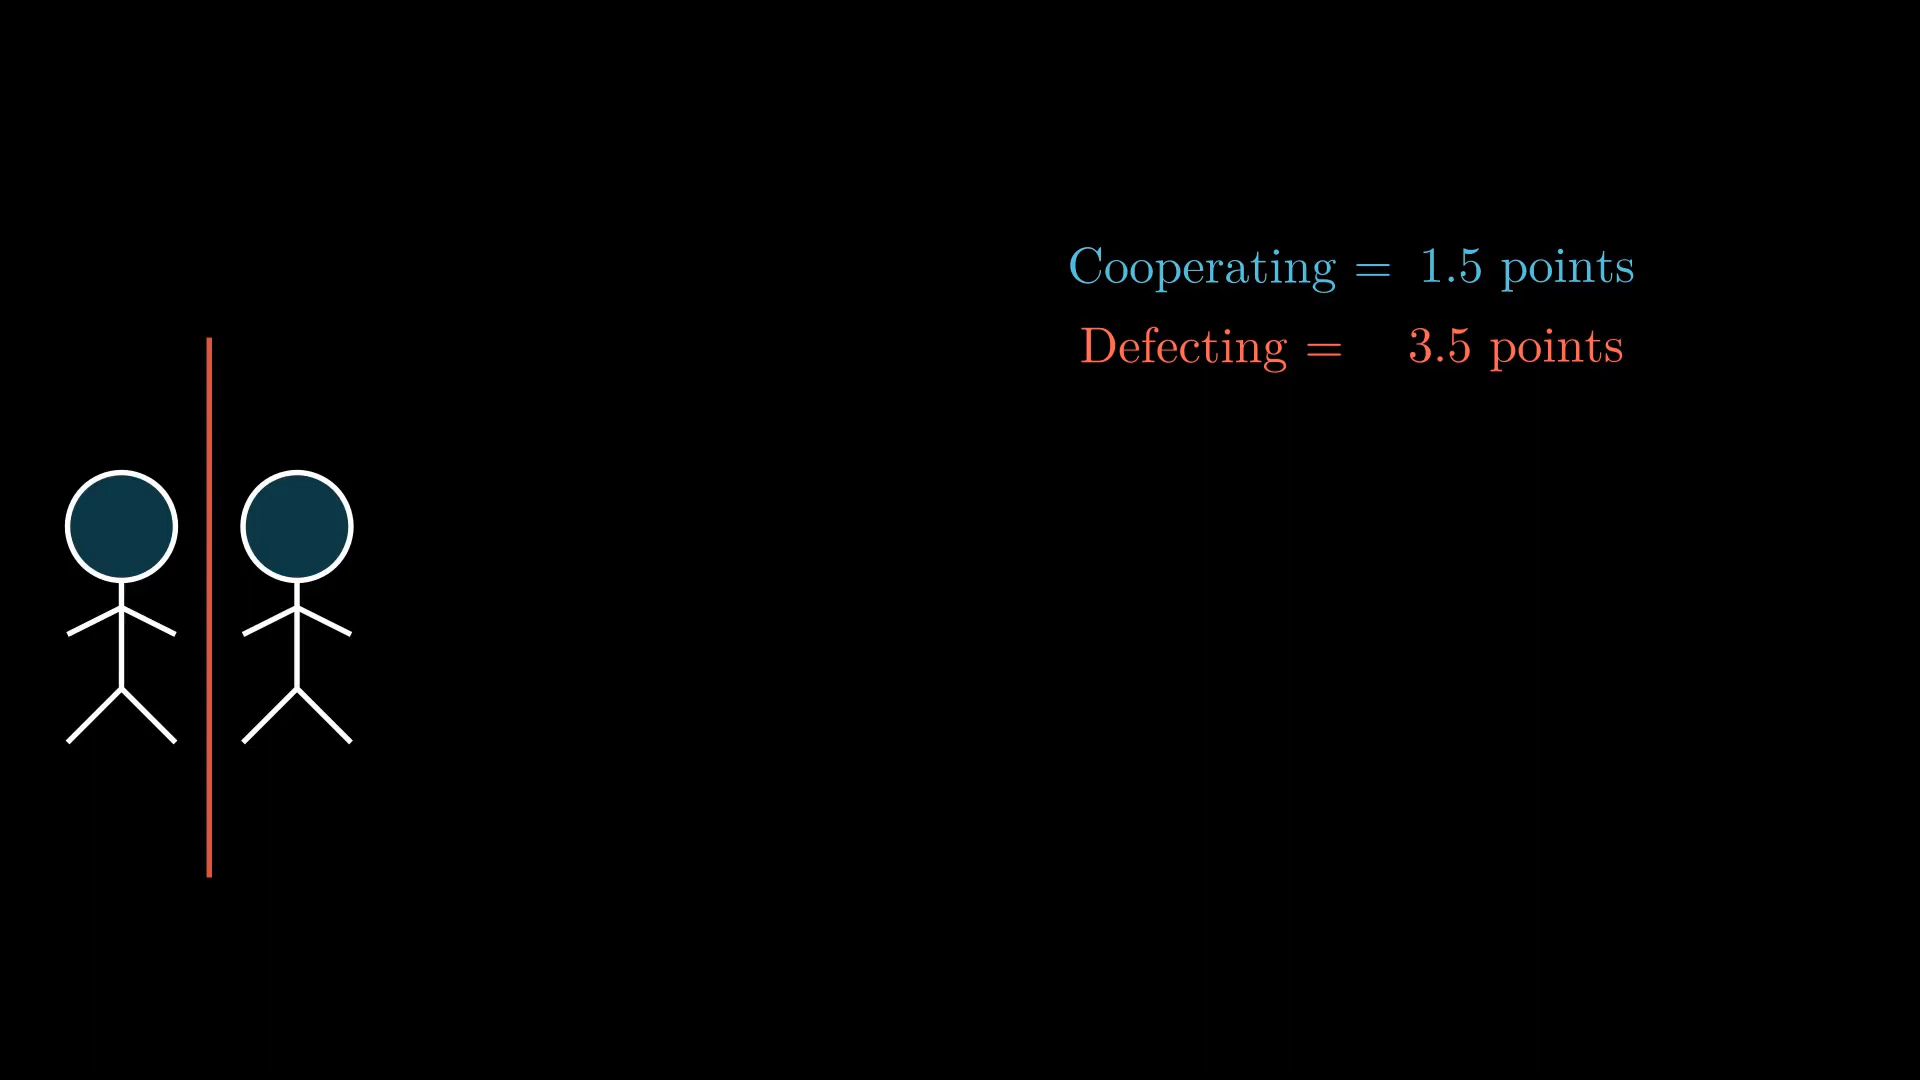 Cooperating = 1.5 points
Defecting = 3.5 points